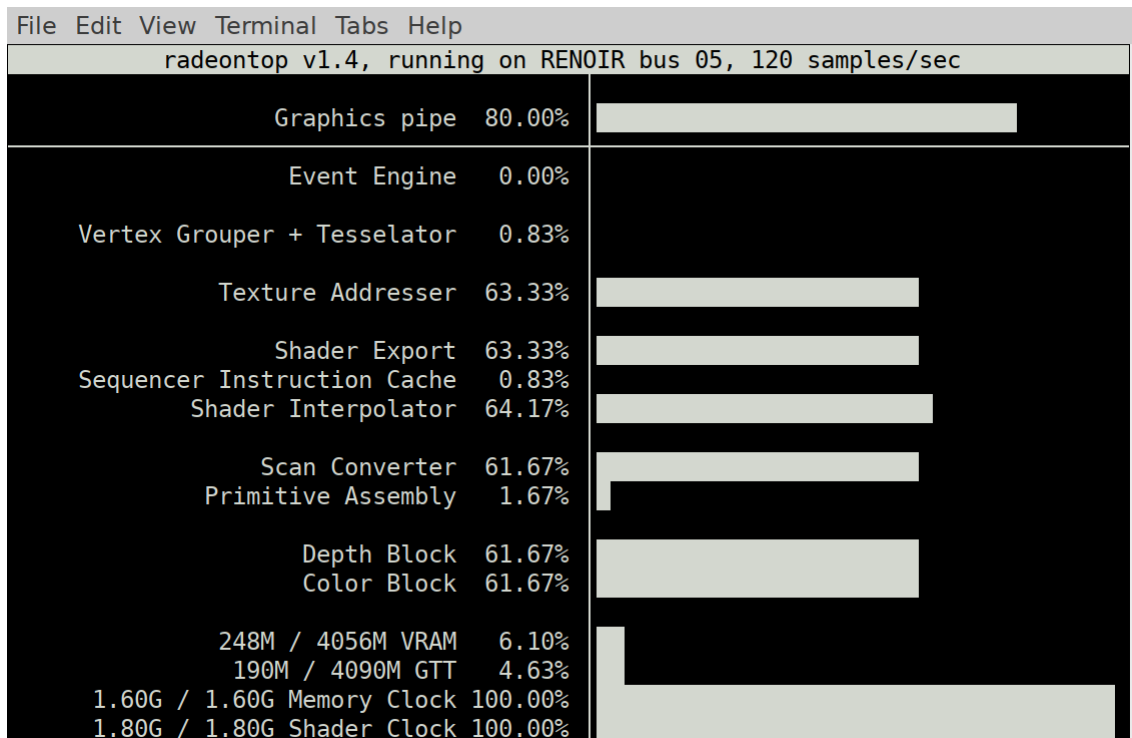 File Edit View Terminal Tabs Help
radeontop v1.4, running on RENOIR bus 05, 120 samples/sec
Graphics pipe 80.00%
Event Engine 0.00%
Vertex Grouper + Tesselator 0.83%
Texture Addresser 63.33%
Shader Export 63.33%
Sequencer Instruction Cache 0.83%
Shader Interpolator 64.17%
Scan Converter 61.67%
Primitive Assembly 1.67%
Depth Block 61.67%
Color Block 61.67%
248M / 4056M VRAM 6.10%
190M / 4090M GTT 4.63%
1.60G / 1.60G Memory Clock 100.00%
1.80G / 1.80G Shader Clock 100.00%